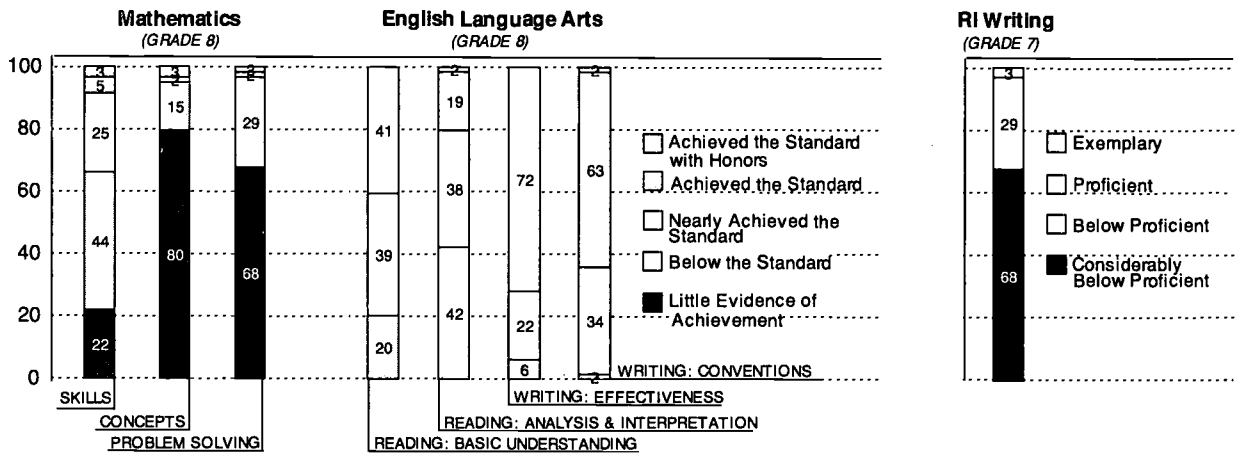 Mathematics
(GRADE 8)
English Language Arts
(GRADE 8)
RI Writing
(GRADE 7)
100
80
60
40
20
0
3
5
25
44
22
3
2
15
80
2
2
29
68
41
39
20
2
19
38
42
72
22
6
2
63
34
2
Achieved the Standard
with Honors
Achieved the Standard
Nearly Achieved the
Standard
Below the Standard
Little Evidence of
Achievement
3
29
68
Exemplary
Proficient
Below Proficient
Considerably
Below Proficient
SKILLS
CONCEPTS
PROBLEM SOLVING
WRITING: CONVENTIONS
WRITING: EFFECTIVENESS
READING: ANALYSIS & INTERPRETATION
READING: BASIC UNDERSTANDING